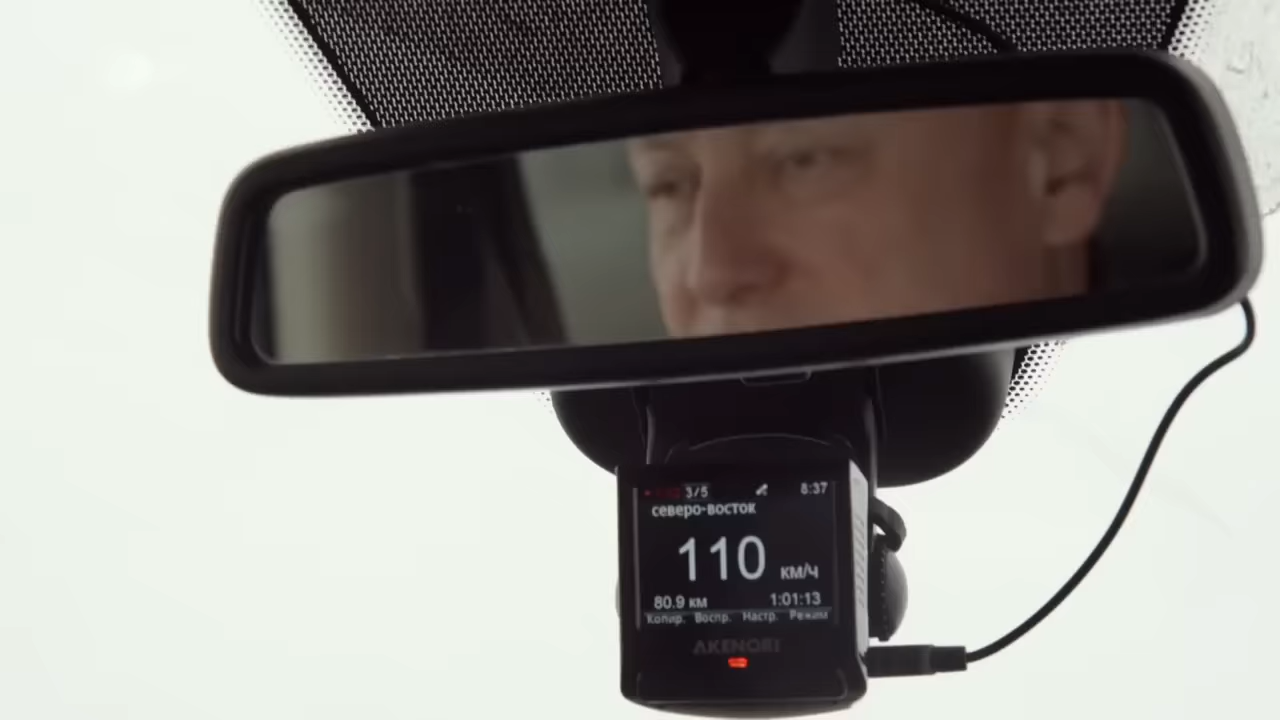 3/5 8:37
северо-восток
110 км/ч
80.9 км 1:01:13
Копир. Воспр. Настр. Режим
AKENORI